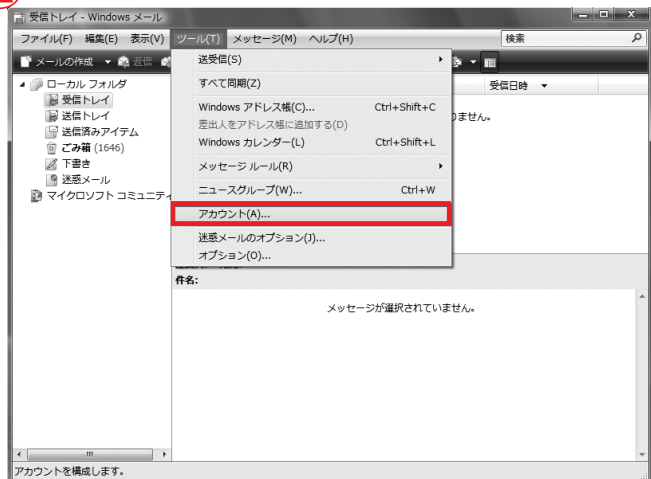 受信トレイ - Windows メール
ファイル(F) 編集(E) 表示(V) ツール(T) メッセージ(M) ヘルプ(H)
検索
メールの作成 返信
ローカル フォルダ
受信トレイ
送信トレイ
送信済みアイテム
ごみ箱 (1646)
下書き
迷惑メール
マイクロソフト コミュニティ
送受信(S)
すべて同期(Z)
Windows アドレス帳(C)... Ctrl+Shift+C
差出人をアドレス帳に追加する(D)
Windows カレンダー(L) Ctrl+Shift+L
メッセージ ルール(R)
ニュースグループ(W)... Ctrl+W
アカウント(A)...
迷惑メールのオプション(J)...
オプション(O)...
受信日時
りません。
件名:
メッセージが選択されていません。
アカウントを構成します。